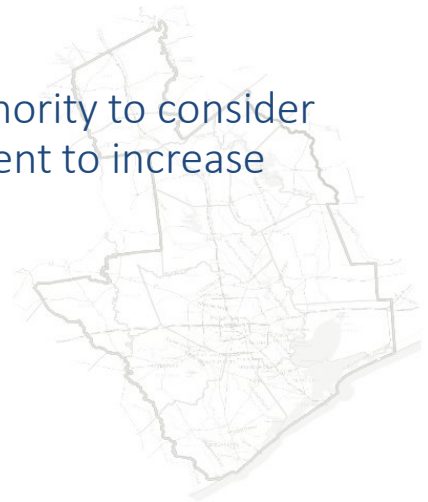 hority to consider
ent to increase